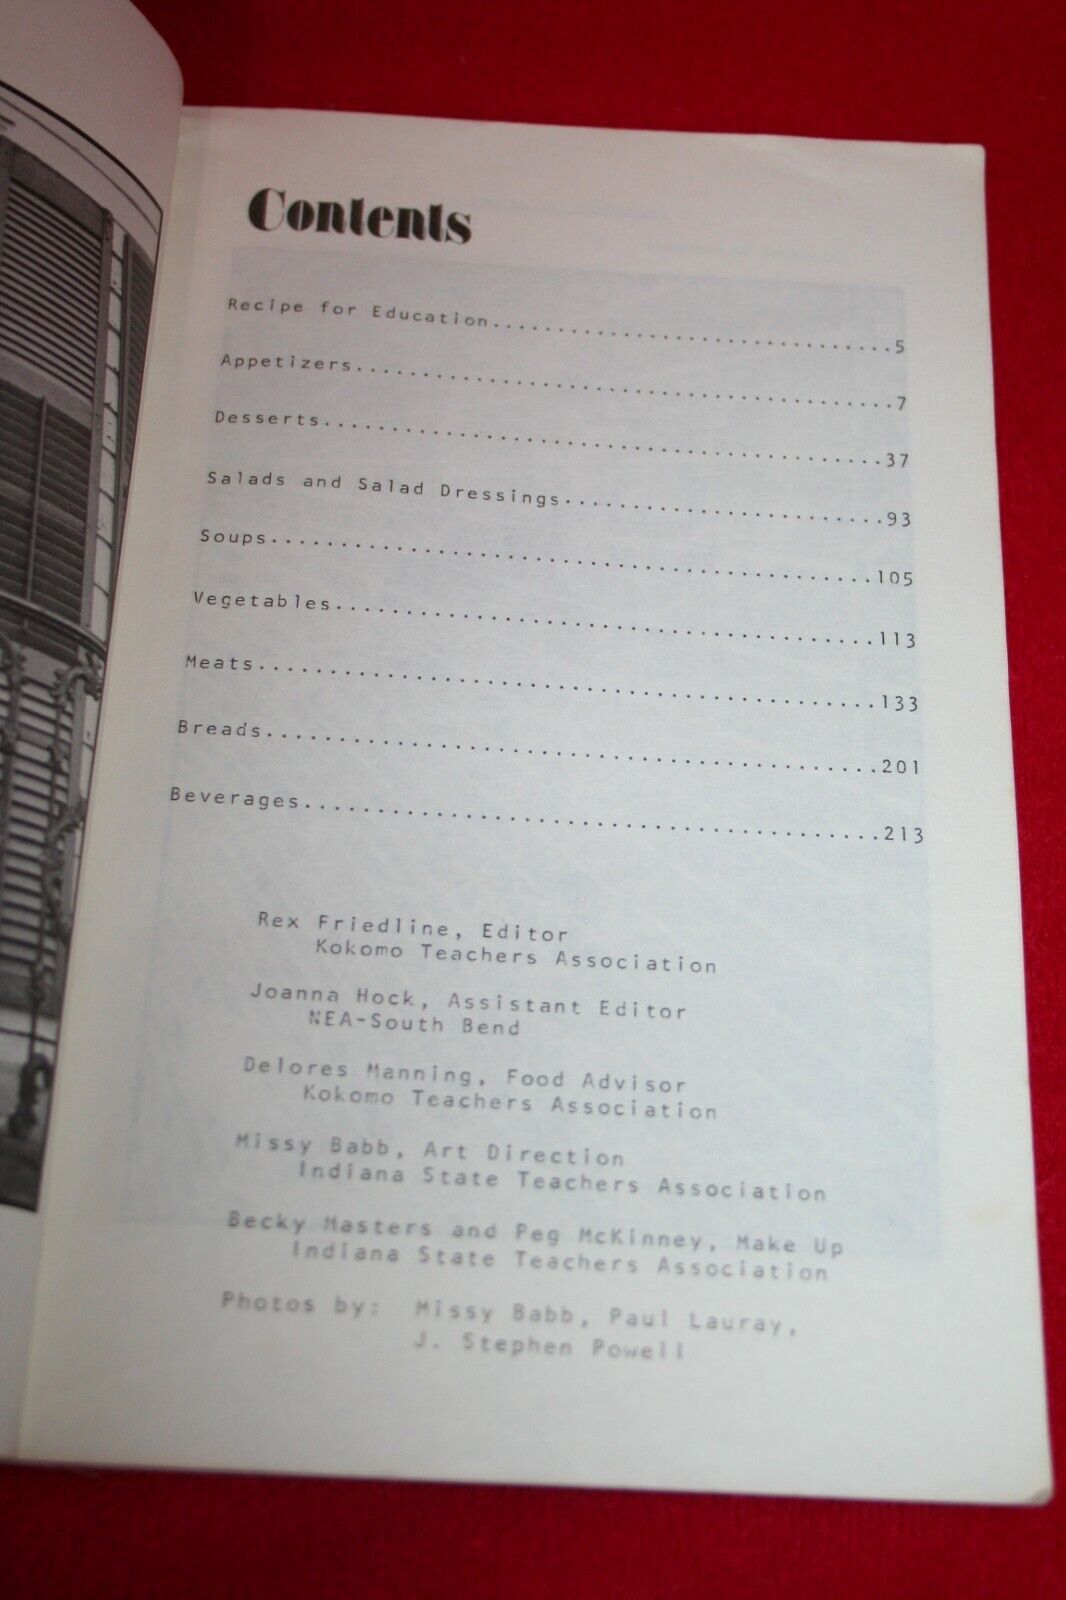 Contents
Recipe for Education..............................5
Appetizers........................................7
Desserts.........................................37
Salads and Salad Dressings.......................93
Soups...........................................105
Vegetables......................................113
Meats...........................................133
Breads..........................................201
Beverages.......................................213
Rex Friedline, Editor
Kokomo Teachers Association
Joanna Hock, Assistant Editor
NEA-South Bend
Delores Manning, Food Advisor
Kokomo Teachers Association
Missy Babb, Art Direction
Indiana State Teachers Association
Becky Masters and Peg McKinney, Make Up
Indiana State Teachers Association
Photos by: Missy Babb, Paul Lauray,
J. Stephen Powell